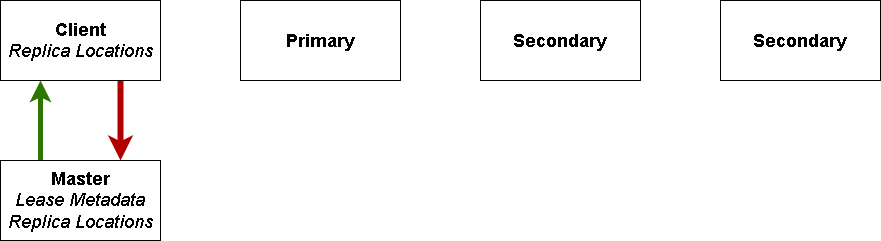 Client
Replica Locations
Primary
Secondary
Secondary
Master
Lease Metadata
Replica Locations